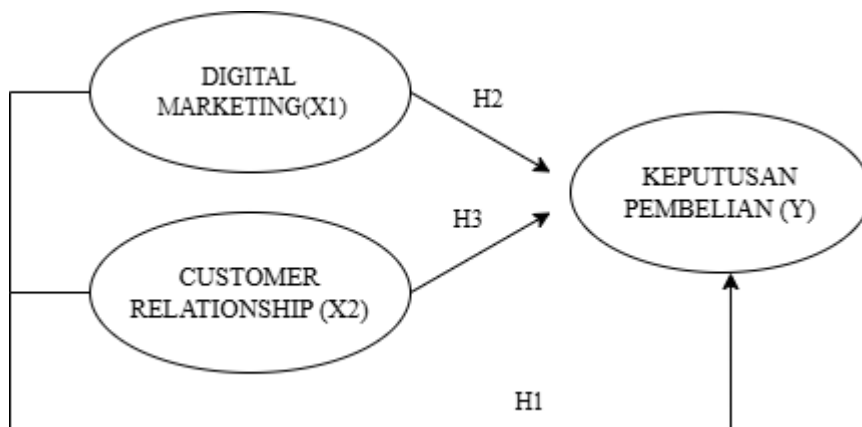 DIGITAL
MARKETING(X1)
H2
KEPUTUSAN
PEMBELIAN (Y)
H3
CUSTOMER
RELATIONSHIP (X2)
H1